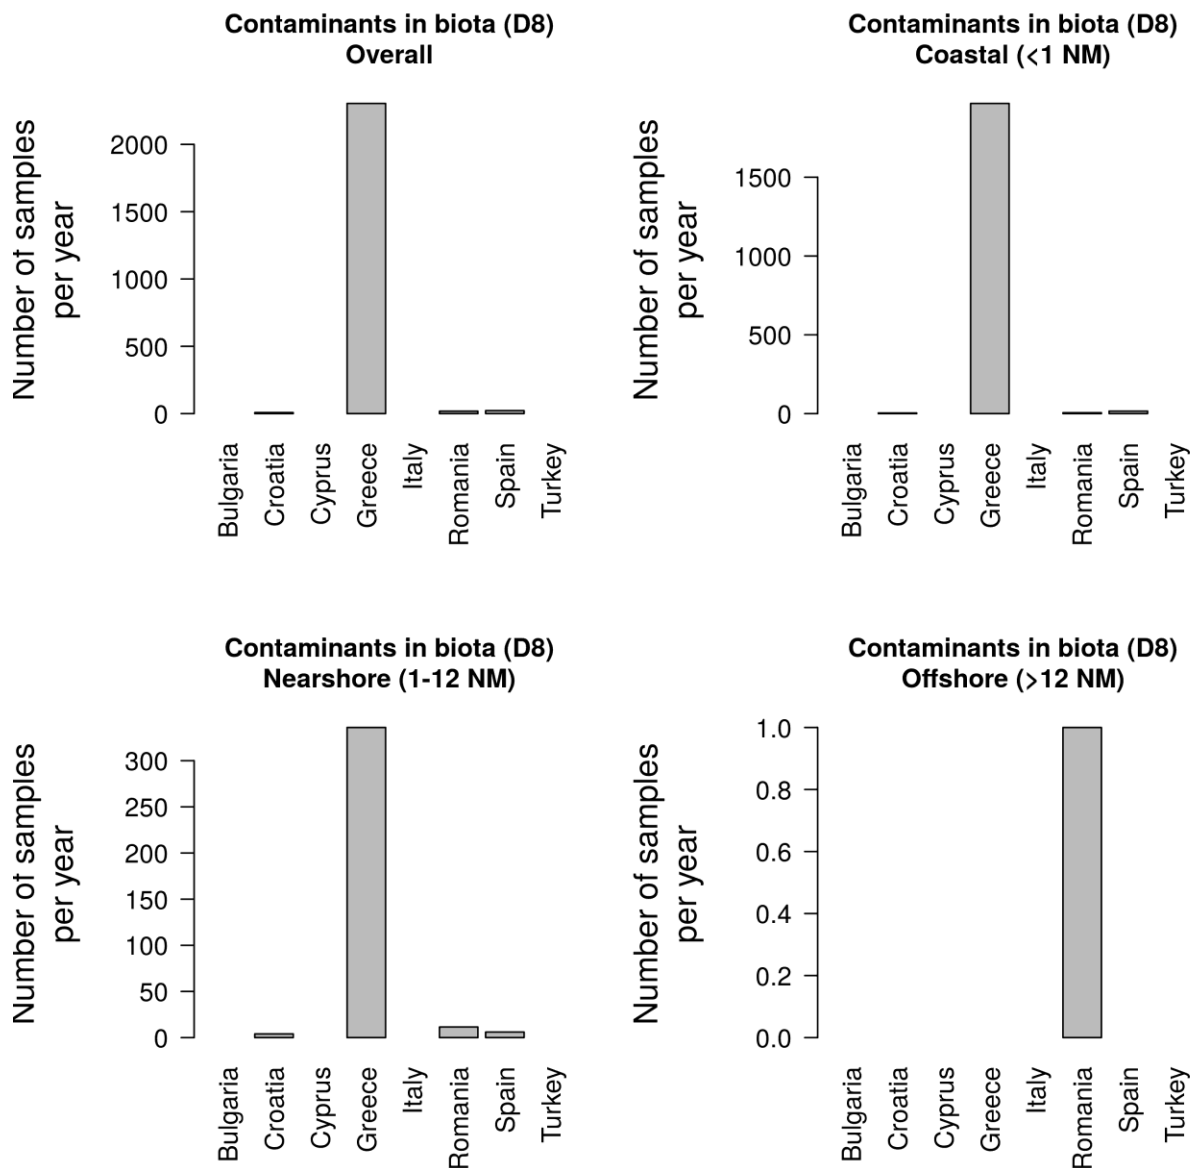 Contaminants in biota (D8)
Overall
Number of samples
per year
2000
1500
1000
500
0
Bulgaria
Croatia
Cyprus
Greece
Italy
Romania
Spain
Turkey
Contaminants in biota (D8)
Coastal (<1 NM)
Number of samples
per year
1500
1000
500
0
Bulgaria
Croatia
Cyprus
Greece
Italy
Romania
Spain
Turkey
Contaminants in biota (D8)
Nearshore (1-12 NM)
Number of samples
per year
300
250
200
150
100
50
0
Bulgaria
Croatia
Cyprus
Greece
Italy
Romania
Spain
Turkey
Contaminants in biota (D8)
Offshore (>12 NM)
Number of samples
per year
1.0
0.8
0.6
0.4
0.2
0.0
Bulgaria
Croatia
Cyprus
Greece
Italy
Romania
Spain
Turkey